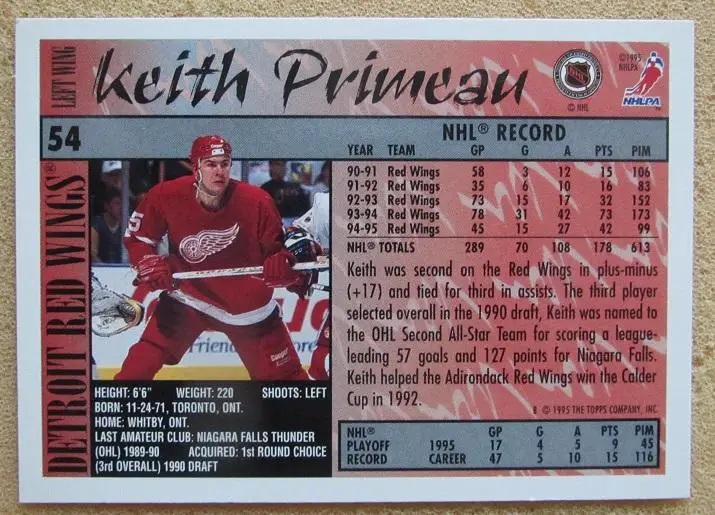 LEFT WING
Keith Primeau
© NHL
©1995
NHLPA
NHLPA
54
NHL® RECORD
YEAR TEAM GP G A PTS PIM
90-91 Red Wings 58 3 12 15 106
91-92 Red Wings 35 6 10 16 83
92-93 Red Wings 73 15 17 32 152
93-94 Red Wings 78 31 42 73 173
94-95 Red Wings 45 15 27 42 99
NHL® TOTALS 289 70 108 178 613
Keith was second on the Red Wings in plus-minus
(+17) and tied for third in assists. The third player
selected overall in the 1990 draft, Keith was named to
the OHL Second All-Star Team for scoring a league-
leading 57 goals and 127 points for Niagara Falls.
Keith helped the Adirondack Red Wings win the Calder
Cup in 1992.
B © 1995 THE TOPPS COMPANY, INC.
NHL® GP G A PTS PIM
PLAYOFF 1995 17 4 5 9 45
RECORD CAREER 47 5 10 15 116
DETROIT RED WINGS®
Cooper
5
Friend
Cooper
HEIGHT: 6'6" WEIGHT: 220 SHOOTS: LEFT
BORN: 11-24-71, TORONTO, ONT.
HOME: WHITBY, ONT.
LAST AMATEUR CLUB: NIAGARA FALLS THUNDER
(OHL) 1989-90 ACQUIRED: 1st ROUND CHOICE
(3rd OVERALL) 1990 DRAFT